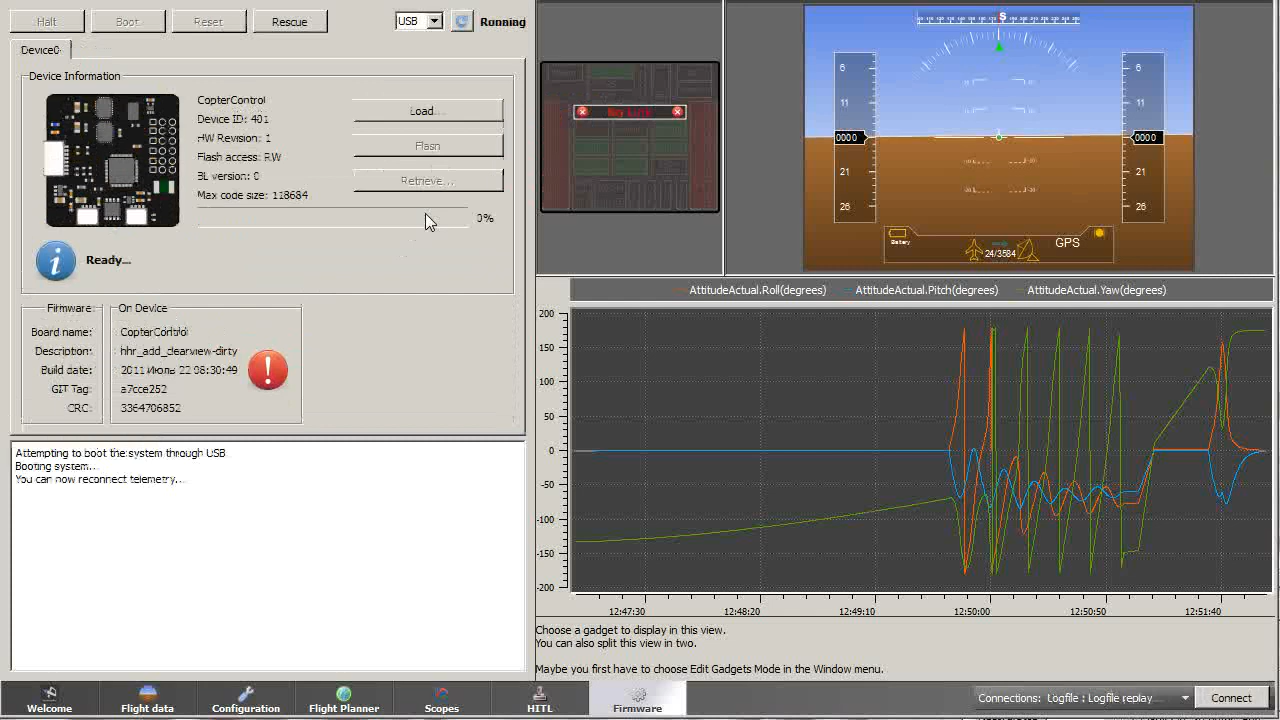 Halt Boot Reset Rescue USB Running
Device0
Device Information
CopterControl
Device ID: 401
HW Revision: 1
Flash access: RW
BL version: 0
Max code size: 118684
Load...
Flash
Retrieve...
0%
Ready...
Firmware:
Board name:
Description:
Build date:
GIT Tag:
CRC:
On Device
CopterControl
hhr_add_clearview-dirty
a7cce252
3364706852
Attempting to boot the system through USB
Booting system...
You can now reconnect telemetry...
S
6 6
11 11
0000 0000
21 21
26 26
Battery
24/3584
GPS
AttitudeActual.Roll(degrees) AttitudeActual.Pitch(degrees) AttitudeActual.Yaw(degrees)
200
150
100
50
0
-50
-100
-150
-200
12:47:30 12:48:20 12:49:10 12:50:00 12:50:50 12:51:40
Choose a gadget to display in this view.
You can also split this view in two.
Maybe you first have to choose Edit Gadgets Mode in the Window menu.
Welcome Flight data Configuration Flight Planner Scopes HITL Firmware
Connections: Logfile : Logfile replay... Connect